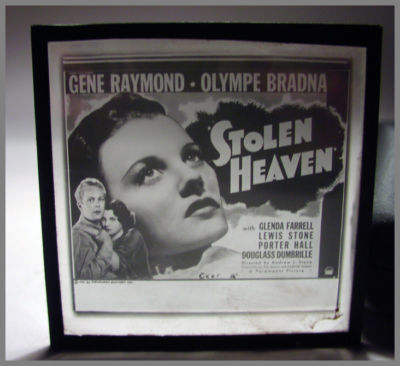 GENE RAYMOND · OLYMPE BRADNA
"STOLEN
HEAVEN"
with GLENDA FARRELL
LEWIS STONE
PORTER HALL
DOUGLASS DUMBRILLE
Directed by Andrew L. Stone
A Paramount Picture